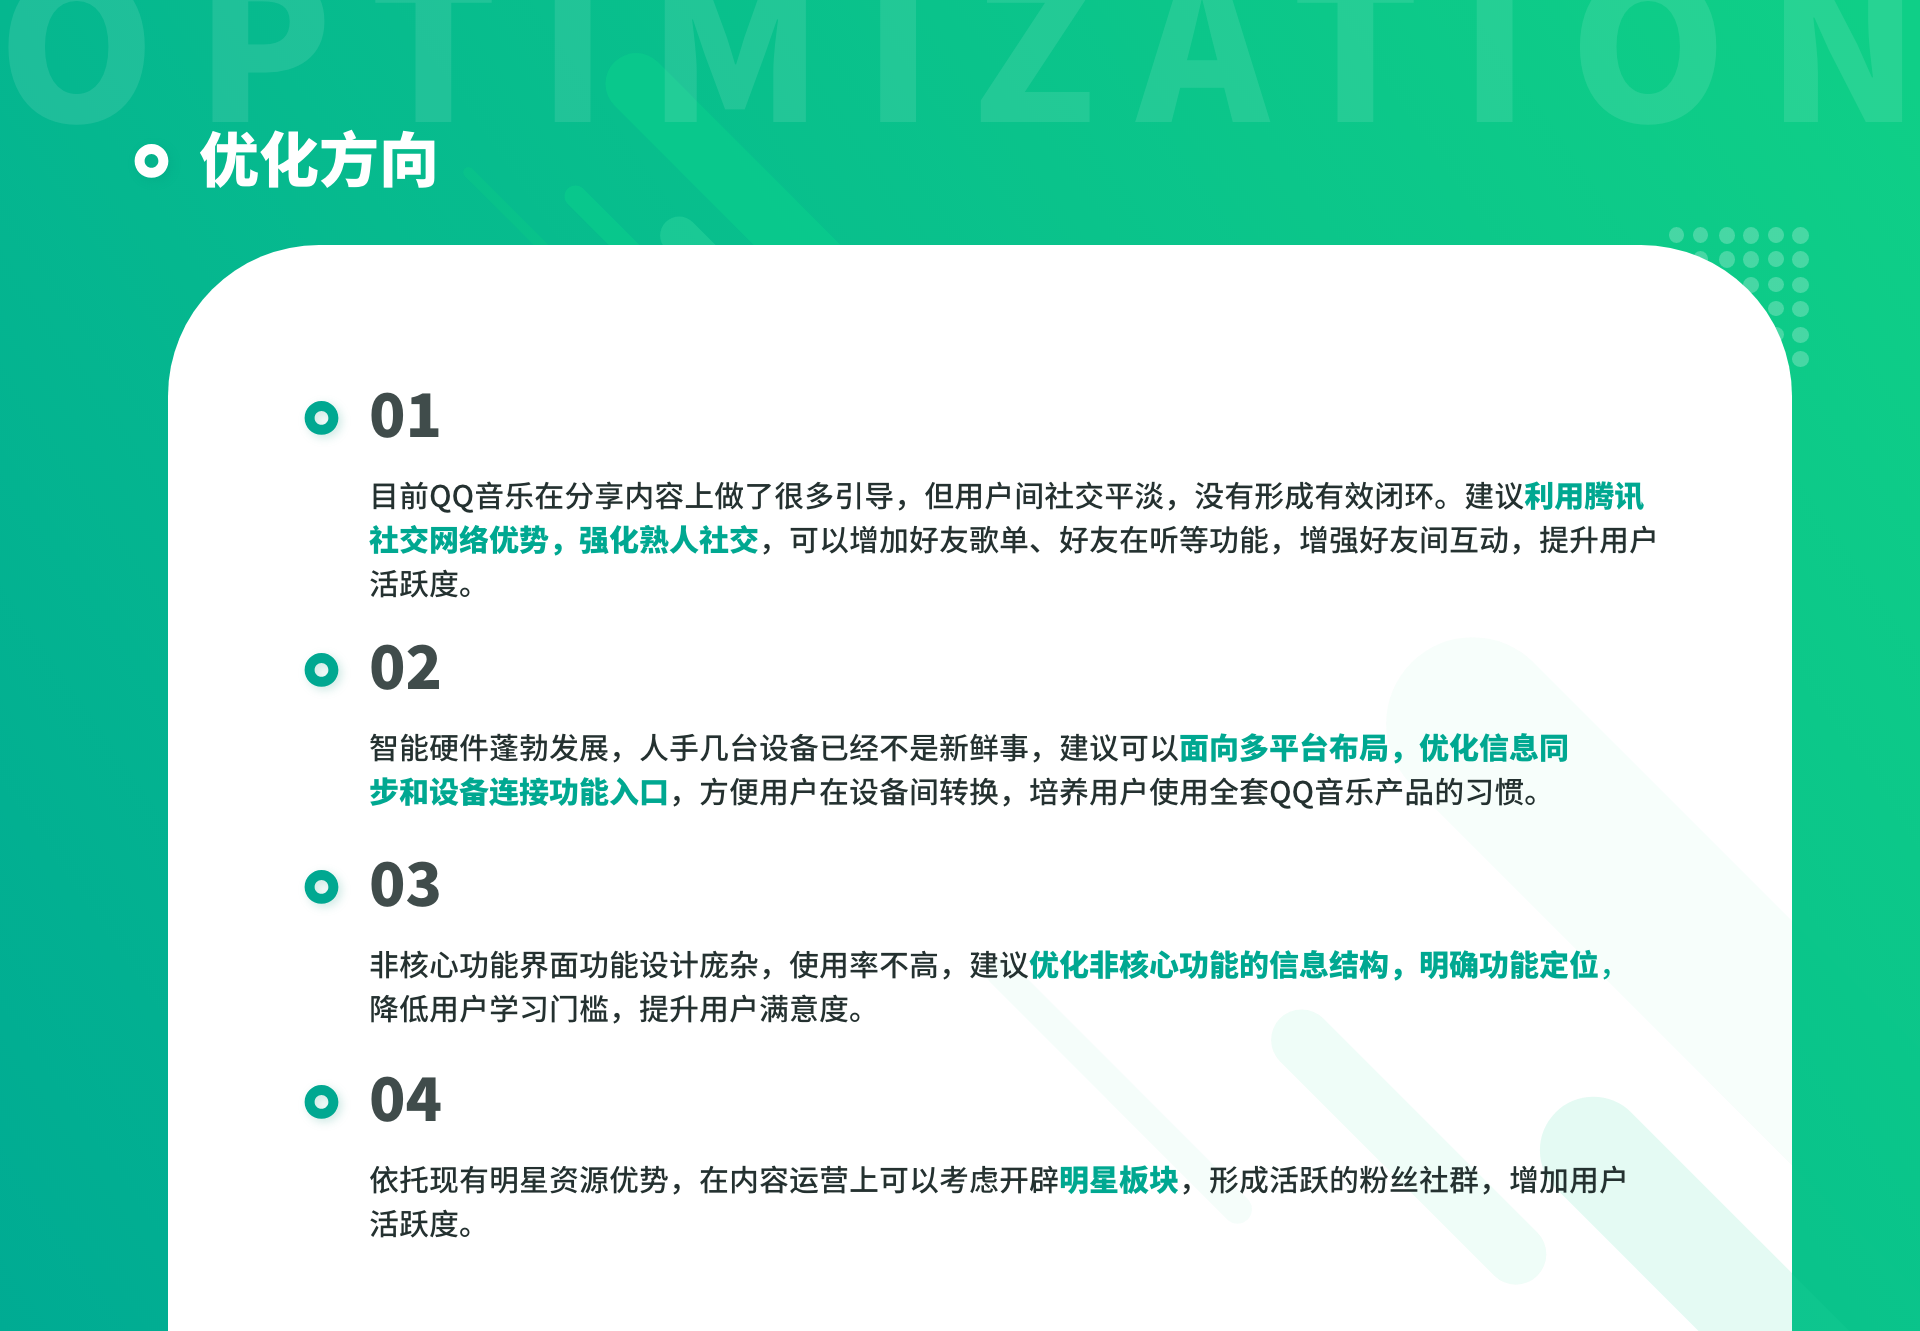 OPTIMIZATION
优化方向
01
目前QQ音乐在分享内容上做了很多引导，但用户间社交平淡，没有形成有效闭环。建议利用腾讯
社交网络优势，强化熟人社交，可以增加好友歌单、好友在听等功能，增强好友间互动，提升用户
活跃度。
02
智能硬件蓬勃发展，人手几台设备已经不是新鲜事，建议可以面向多平台布局，优化信息同
步和设备连接功能入口，方便用户在设备间转换，培养用户使用全套QQ音乐产品的习惯。
03
非核心功能界面功能设计庞杂，使用率不高，建议优化非核心功能的信息结构，明确功能定位，
降低用户学习门槛，提升用户满意度。
04
依托现有明星资源优势，在内容运营上可以考虑开辟明星板块，形成活跃的粉丝社群，增加用户
活跃度。